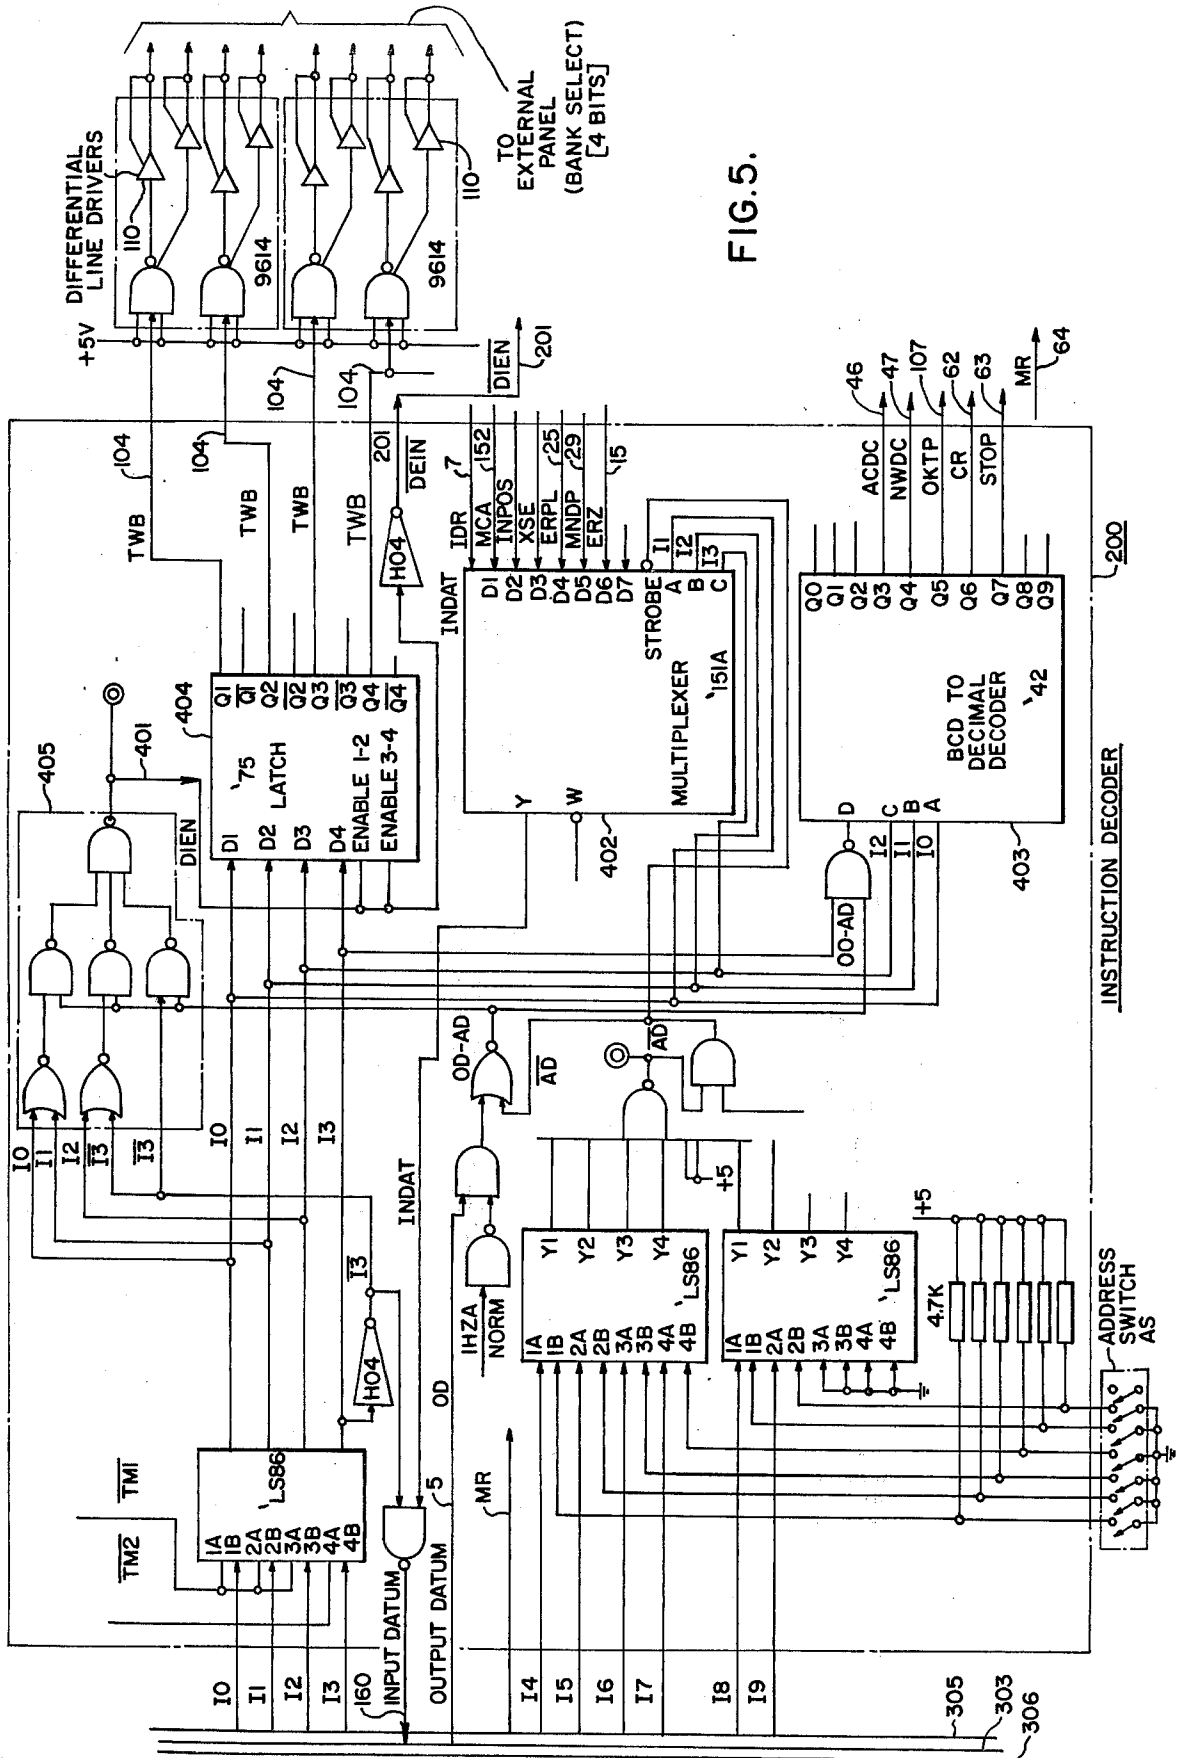 DIFFERENTIAL
LINE DRIVERS
110
+5V
9614
9614
110
TO
EXTERNAL
PANEL
(BANK SELECT)
[4 BITS]
FIG. 5.
104
104
104
104
TWB
TWB
TWB
TWB
201
DEIN
DIEN
201
405
401
404
DIEN
'75
LATCH
D1
D2
D3
D4
ENABLE 1-2
ENABLE 3-4
Q1
Q1
Q2
Q2
Q3
Q3
Q4
Q4
H04
I0
I1
I2
I3
I3
I0
I1
I2
I3
INDAT
IDR
7
MCA
152
INPOS
XSE
ERPL
25
MNDP
29
ERZ
15
D1
D2
D3
D4
D5
D6
D7
STROBE
A
B
C
I1
I2
I3
Y
W
402
MULTIPLEXER
'151A
Q0
Q1
Q2
Q3
Q4
Q5
Q6
Q7
Q8
Q9
ACDC
46
NWDC
47
OKTP
107
CR
62
STOP
63
MR
64
BCD TO
DECIMAL
DECODER
'42
D
C
B
A
I2
I1
I0
403
OO-AD
200
INSTRUCTION DECODER
OD-AD
AD
AD
INDAT
I3
H04
IHZA
NORM
OD
+5
Y1
Y2
Y3
Y4
'LS86
1A
1B
2A
2B
3A
3B
4A
4B
Y1
Y2
Y3
Y4
'LS86
1A
1B
2A
2B
3A
3B
4A
4B
+5
4.7K
ADDRESS
SWITCH
AS
TM1
TM2
'LS86
1A
1B
2A
2B
3A
3B
4A
4B
I0
I1
I2
I3
160
INPUT DATUM
OUTPUT DATUM
5
MR
I4
I5
I6
I7
I8
I9
305
303
306